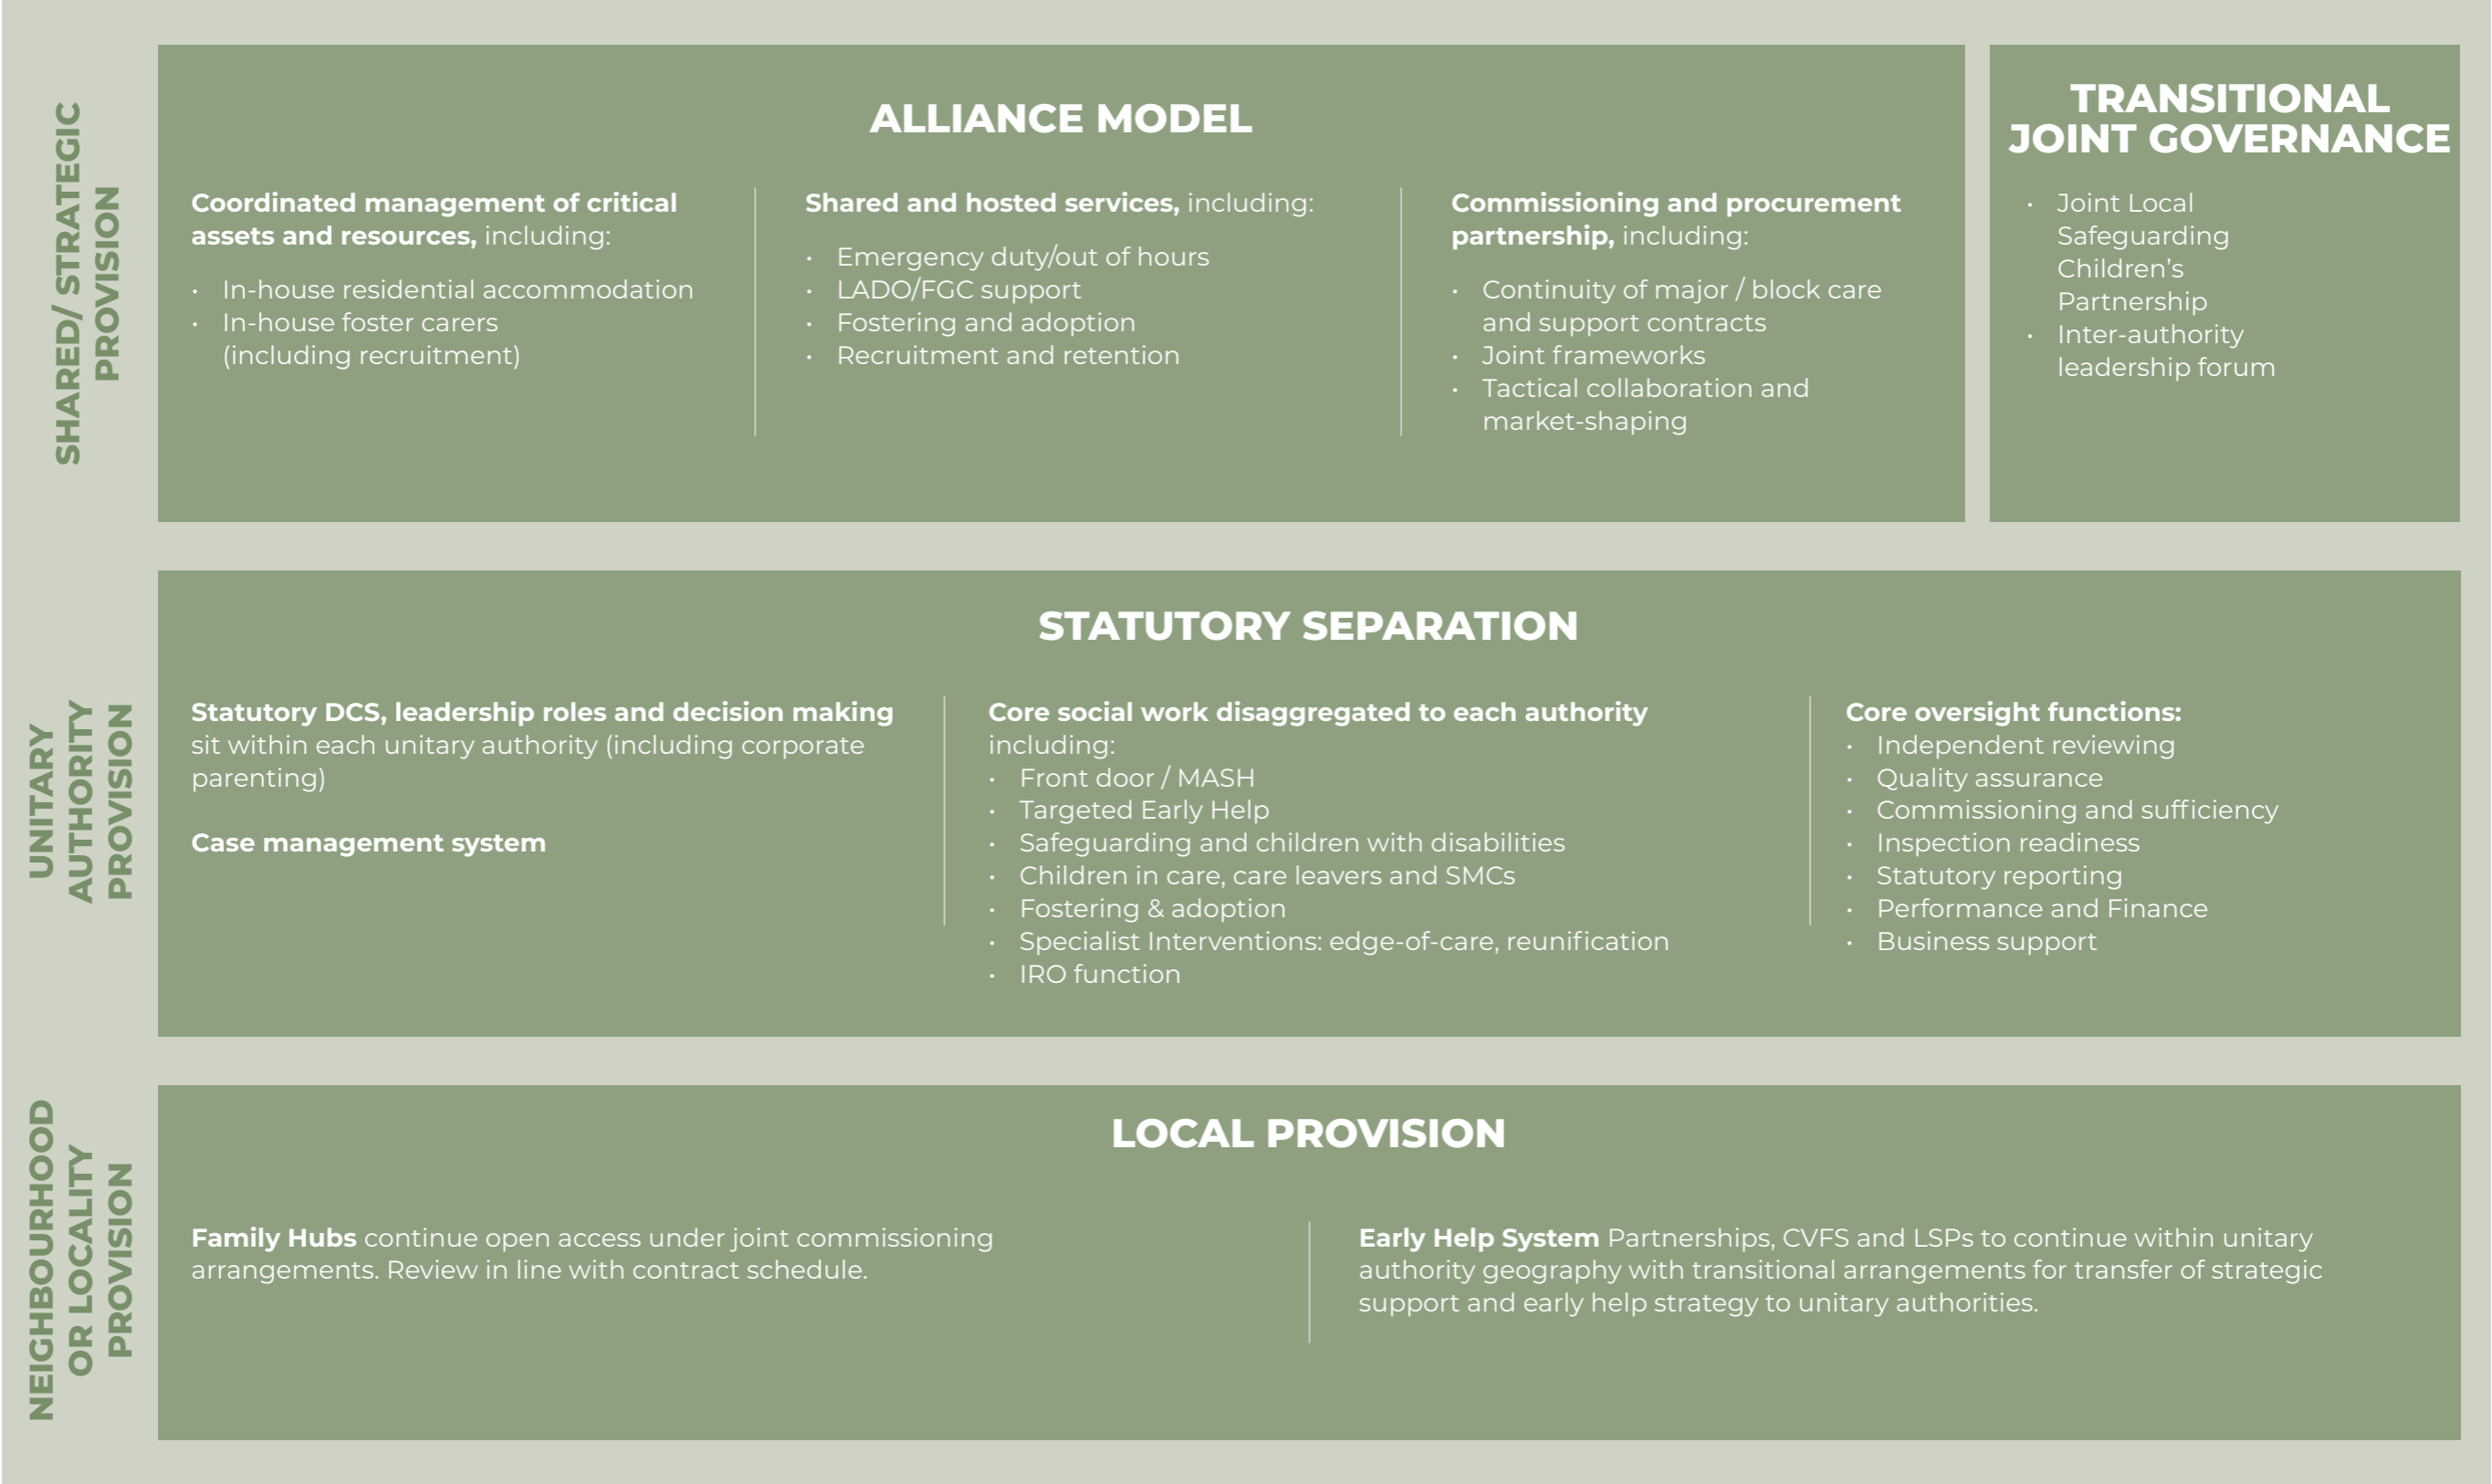 SHARED/ STRATEGIC
PROVISION
ALLIANCE MODEL
Coordinated management of critical
assets and resources, including:
• In-house residential accommodation
• In-house foster carers
(including recruitment)
Shared and hosted services, including:
• Emergency duty/out of hours
• LADO/FGC support
• Fostering and adoption
• Recruitment and retention
Commissioning and procurement
partnership, including:
• Continuity of major / block care
and support contracts
• Joint frameworks
• Tactical collaboration and
market-shaping
TRANSITIONAL
JOINT GOVERNANCE
• Joint Local
Safeguarding
Children's
Partnership
• Inter-authority
leadership forum
UNITARY
AUTHORITY
PROVISION
STATUTORY SEPARATION
Statutory DCS, leadership roles and decision making
sit within each unitary authority (including corporate
parenting)
Case management system
Core social work disaggregated to each authority
including:
• Front door / MASH
• Targeted Early Help
• Safeguarding and children with disabilities
• Children in care, care leavers and SMCs
• Fostering & adoption
• Specialist Interventions: edge-of-care, reunification
• IRO function
Core oversight functions:
• Independent reviewing
• Quality assurance
• Commissioning and sufficiency
• Inspection readiness
• Statutory reporting
• Performance and Finance
• Business support
NEIGHBOURHOOD
OR LOCALITY
PROVISION
LOCAL PROVISION
Family Hubs continue open access under joint commissioning
arrangements. Review in line with contract schedule.
Early Help System Partnerships, CVFS and LSPs to continue within unitary
authority geography with transitional arrangements for transfer of strategic
support and early help strategy to unitary authorities.